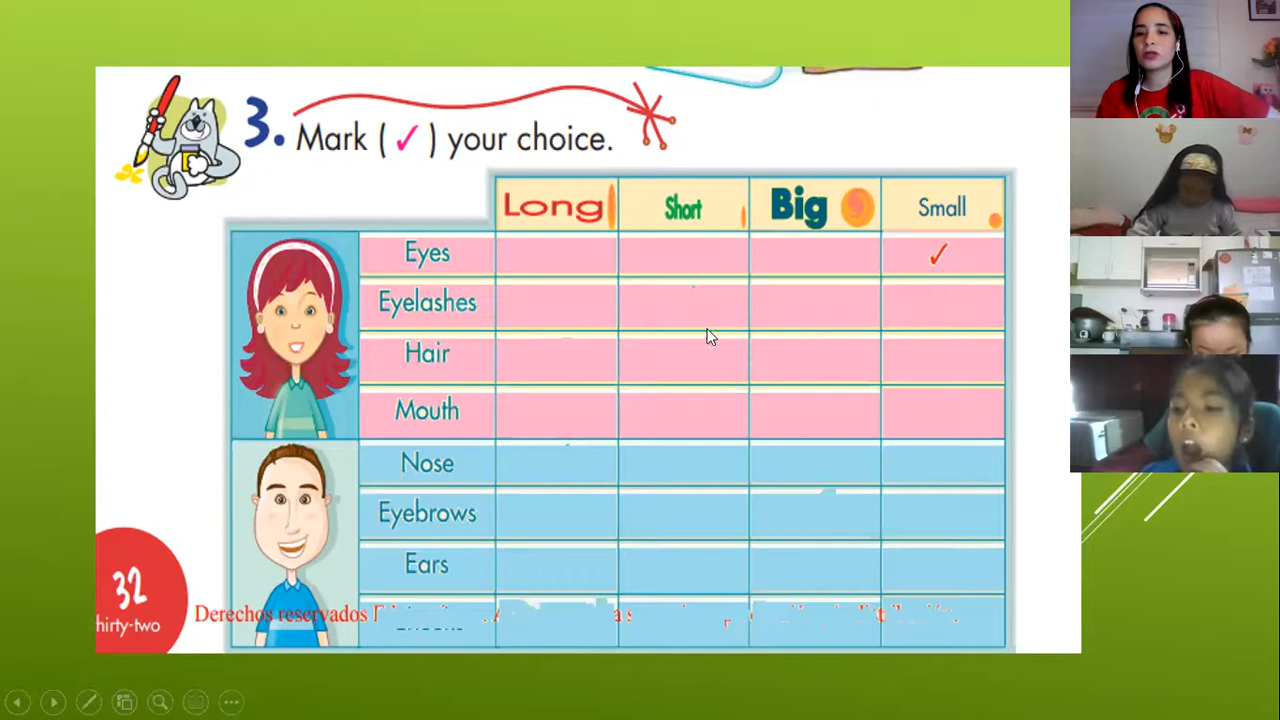 3. Mark ( ✓ ) your choice.
Long Short Big Small
Eyes ✓
Eyelashes
Hair
Mouth
Nose
Eyebrows
Ears
32
thirty-two
Derechos reservados